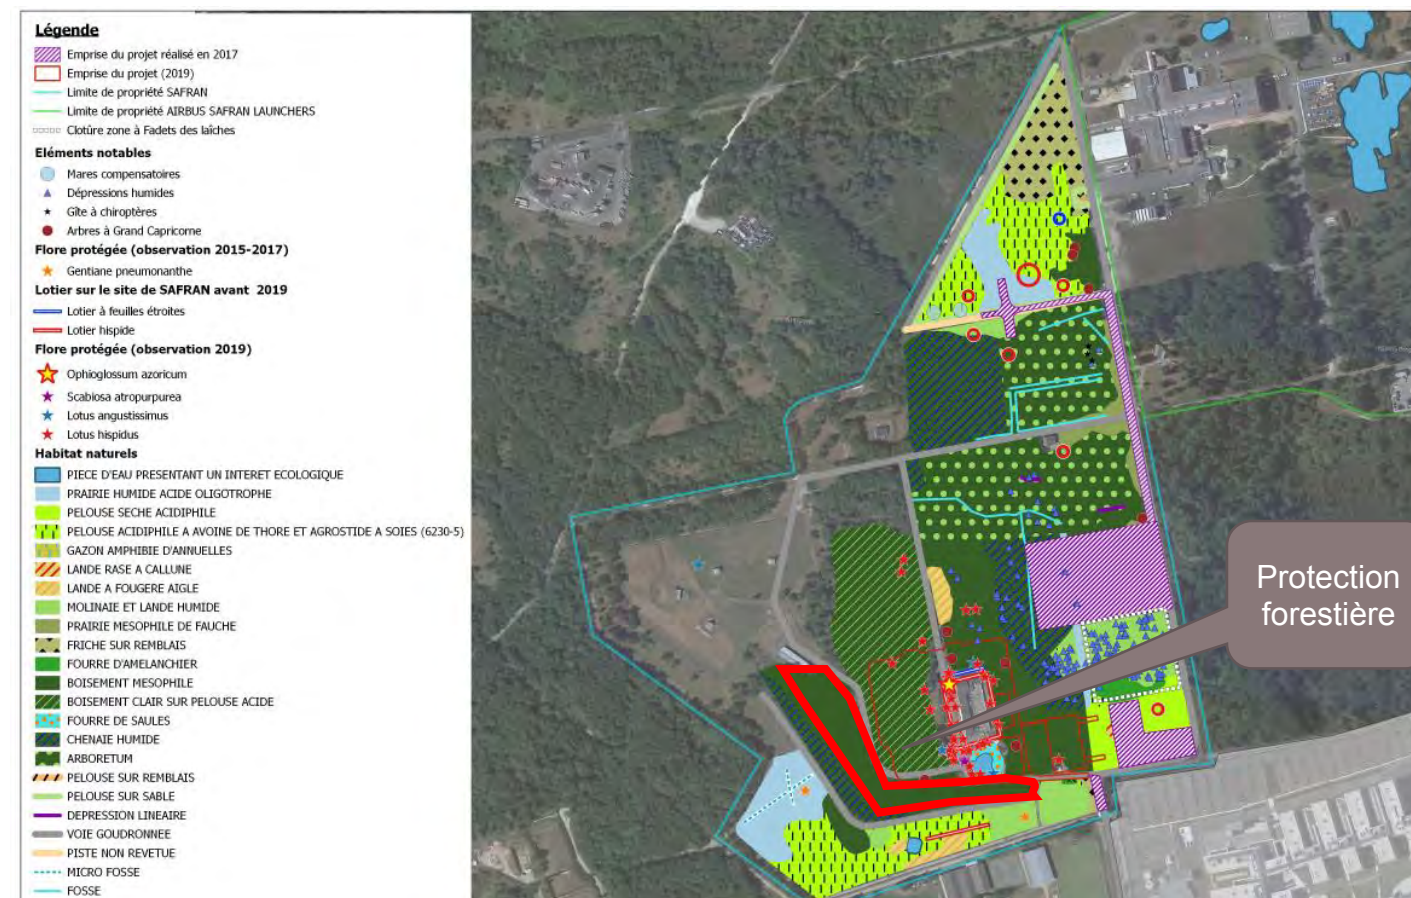 Légende
Emprise du projet réalisé en 2017
Emprise du projet (2019)
Limite de propriété SAFRAN
Limite de propriété AIRBUS SAFRAN LAUNCHERS
Clotûre zone à Fadets des laîches
Eléments notables
Mares compensatoires
Dépressions humides
Gîte à chiroptères
Arbres à Grand Capricorne
Flore protégée (observation 2015-2017)
Gentiane pneumonanthe
Lotier sur le site de SAFRAN avant 2019
Lotier à feuilles étroites
Lotier hispide
Flore protégée (observation 2019)
Ophioglossum azoricum
Scabiosa atropurpurea
Lotus angustissimus
Lotus hispidus
Habitat naturels
PIECE D'EAU PRESENTANT UN INTERET ECOLOGIQUE
PRAIRIE HUMIDE ACIDE OLIGOTROPHE
PELOUSE SECHE ACIDIPHILE
PELOUSE ACIDIPHILE A AVOINE DE THORE ET AGROSTIDE A SOIES (6230-5)
GAZON AMPHIBIE D'ANNUELLES
LANDE RASE A CALLUNE
LANDE A FOUGERE AIGLE
MOLINAIE ET LANDE HUMIDE
PRAIRIE MESOPHILE DE FAUCHE
FRICHE SUR REMBLAIS
FOURRE D'AMELANCHIER
BOISEMENT MESOPHILE
BOISEMENT CLAIR SUR PELOUSE ACIDE
FOURRE DE SAULES
CHENAIE HUMIDE
ARBORETUM
PELOUSE SUR REMBLAIS
PELOUSE SUR SABLE
DEPRESSION LINEAIRE
VOIE GOUDRONNEE
PISTE NON REVETUE
MICRO FOSSE
FOSSE
Protection
forestière